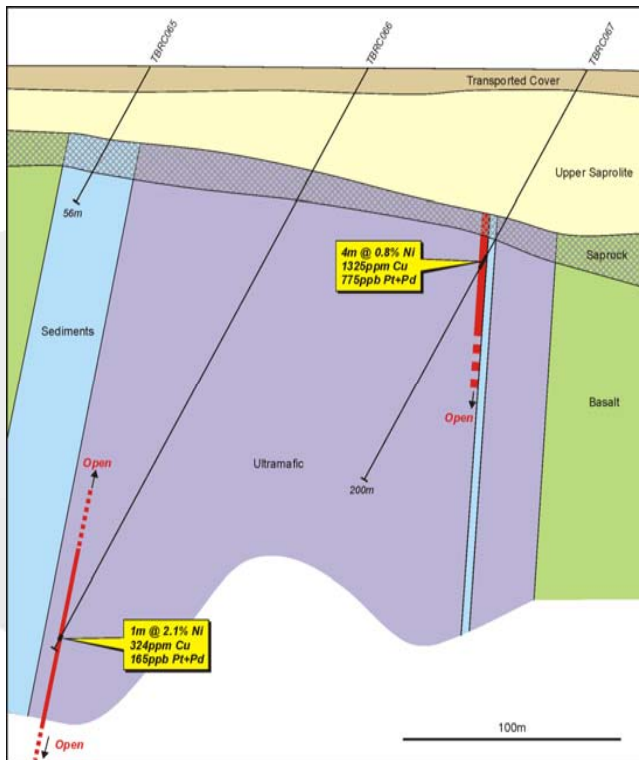 TBRC065
TBRC066
TBRC067
Transported Cover
Upper Saprolite
56m
4m @ 0.8% Ni
1325ppm Cu
775ppb Pt+Pd
Saprock
Sediments
Basalt
Open
Open
Ultramafic
200m
1m @ 2.1% Ni
324ppm Cu
165ppb Pt+Pd
100m
Open